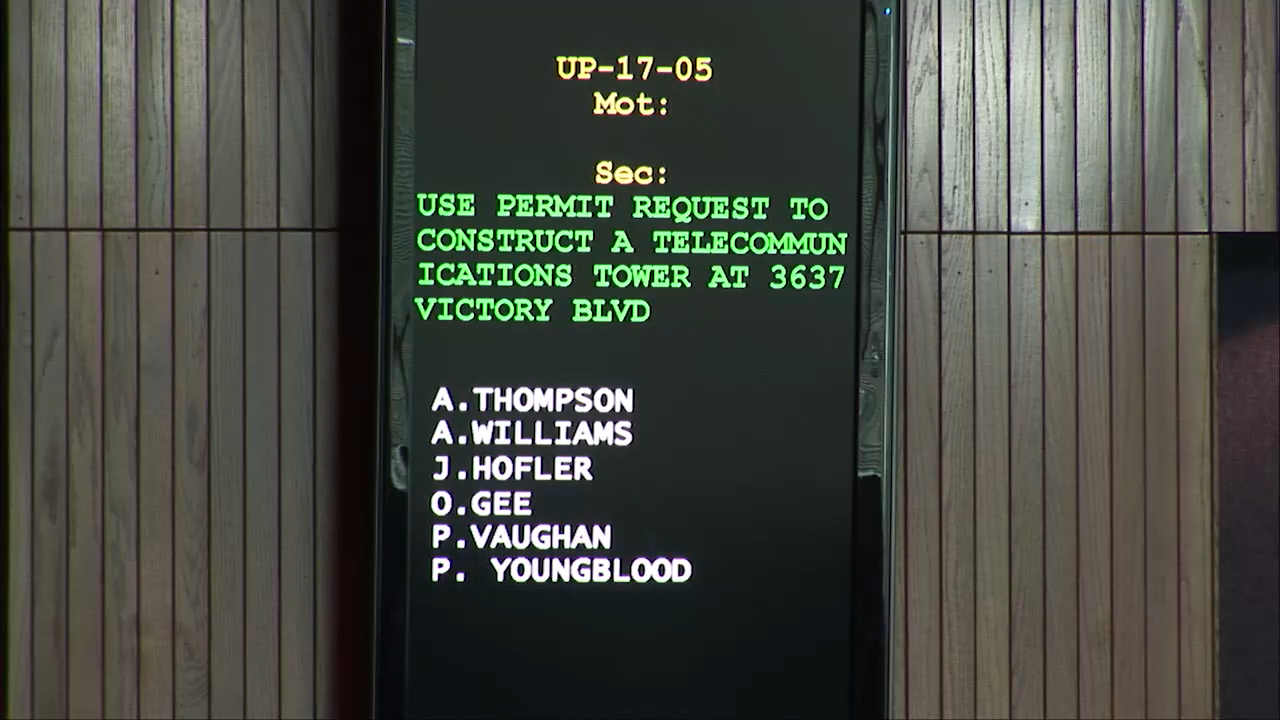 UP-17-05
Mot:
Sec:
USE PERMIT REQUEST TO
CONSTRUCT A TELECOMMUN
ICATIONS TOWER AT 3637
VICTORY BLVD
A.THOMPSON
A.WILLIAMS
J.HOFLER
O.GEE
P.VAUGHAN
P. YOUNGBLOOD